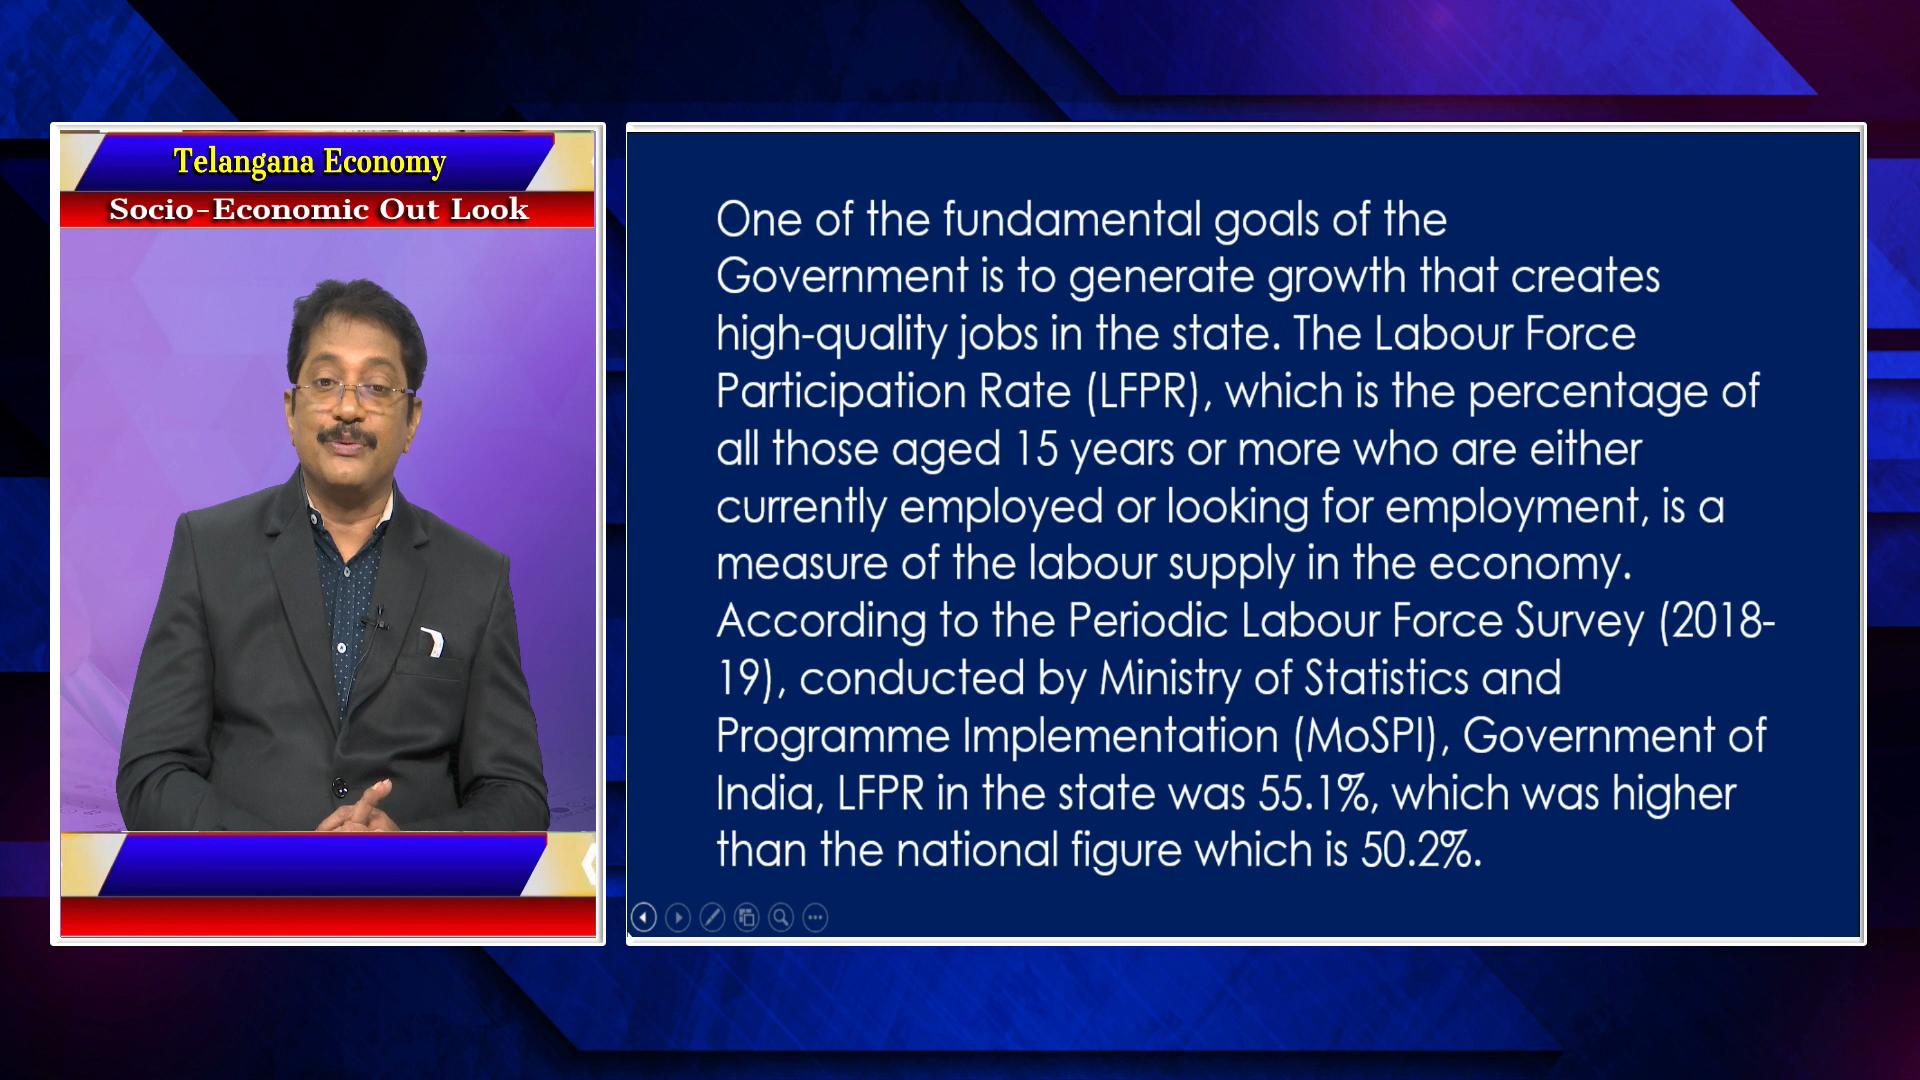 Telangana Economy
Socio-Economic Out Look
One of the fundamental goals of the
Government is to generate growth that creates
high-quality jobs in the state. The Labour Force
Participation Rate (LFPR), which is the percentage of
all those aged 15 years or more who are either
currently employed or looking for employment, is a
measure of the labour supply in the economy.
According to the Periodic Labour Force Survey (2018-
19), conducted by Ministry of Statistics and
Programme Implementation (MoSPI), Government of
India, LFPR in the state was 55.1%, which was higher
than the national figure which is 50.2%.